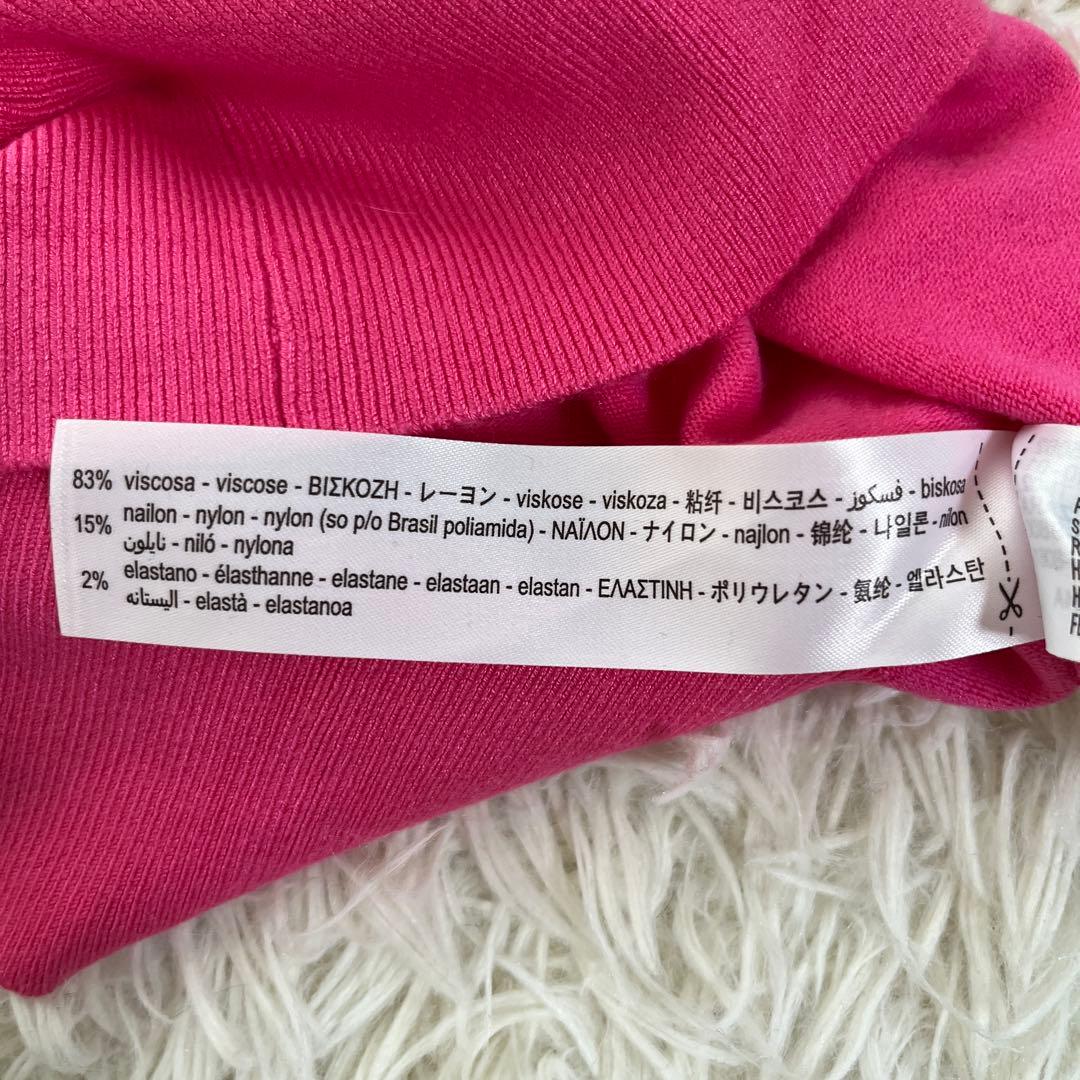 83% viscosa - viscose - ΒΙΣΚΟΖΗ - レーヨン - viskose - viskoza - 粘纤 - 비스코스 - فسكوز - biskosa
15% nailon - nylon - nylon (so p/o Brasil poliamida) - ΝΑΪΛΟΝ - ナイロン - najlon - 锦纶 - 나일론 - nilon
نايلون - niló - nylona
2% elastano - élasthanne - elastane - elastaan - elastan - ΕΛΑΣΤΙΝΗ - ポリウレタン - 氨纶 - 엘라스탄
اليستانه - elastà - elastanoa